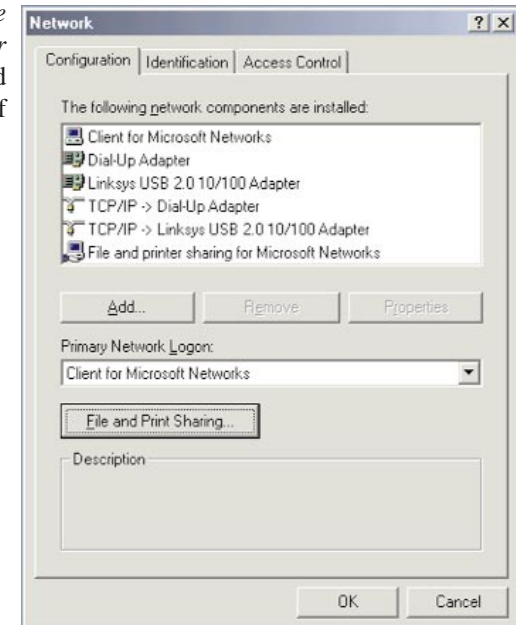 Network
Configuration Identification Access Control
The following network components are installed:
Client for Microsoft Networks
Dial-Up Adapter
Linksys USB 2.0 10/100 Adapter
TCP/IP -> Dial-Up Adapter
TCP/IP -> Linksys USB 2.0 10/100 Adapter
File and printer sharing for Microsoft Networks
Add... Remove Properties
Primary Network Logon:
Client for Microsoft Networks
File and Print Sharing...
Description
OK Cancel